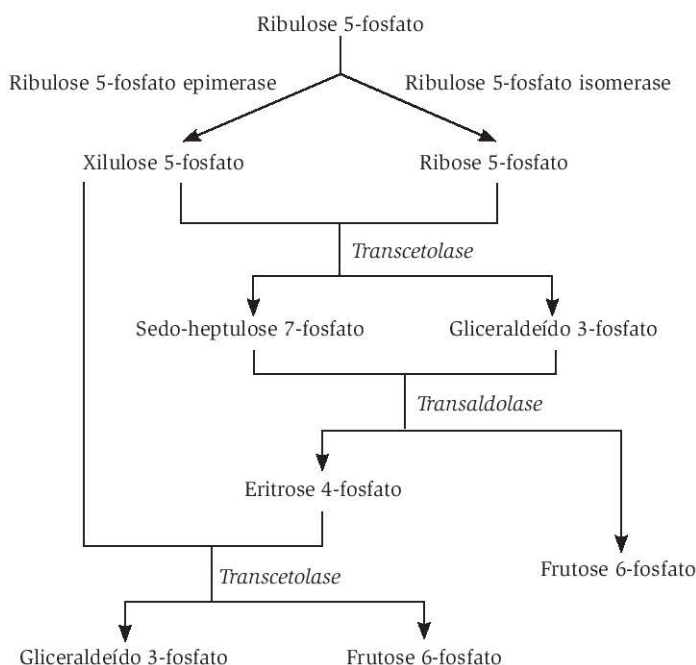 Ribulose 5-fosfato
Ribulose 5-fosfato epimerase
Ribulose 5-fosfato isomerase
Xilulose 5-fosfato
Ribose 5-fosfato
Transcetolase
Sedo-heptulose 7-fosfato
Gliceraldeído 3-fosfato
Transaldolase
Eritrose 4-fosfato
Frutose 6-fosfato
Transcetolase
Gliceraldeído 3-fosfato
Frutose 6-fosfato